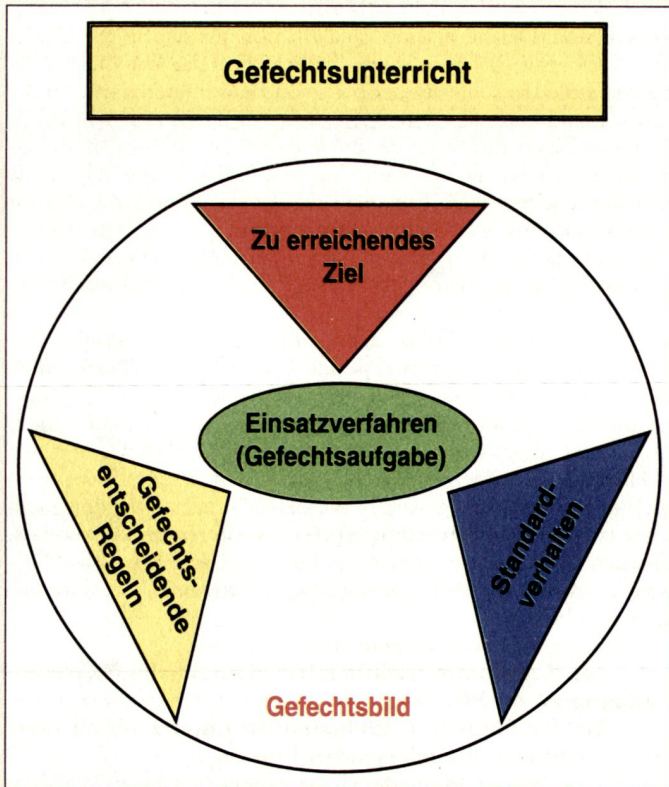 Gefechtsunterricht
Zu erreichendes
Ziel
Einsatzverfahren
(Gefechtsaufgabe)
Gefechts-
entscheidende
Regeln
Standard-
verhalten
Gefechtsbild